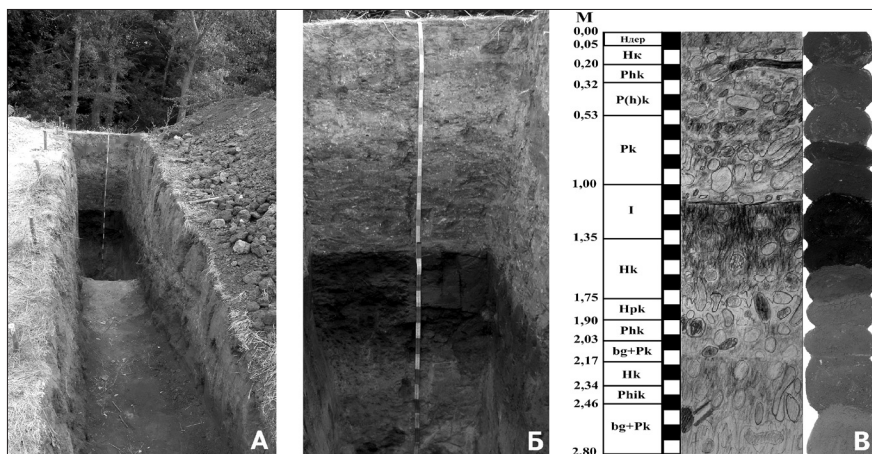 М
0,00
Ндер
0,05
Нк
0,20
Phk
0,32
P(h)k
0,53
Pk
1,00
I
1,35
Hk
1,75
Hpk
1,90
Phk
2,03
bg+Pk
2,17
Hk
2,34
Phik
2,46
bg+Pk
2,80
А
Б
В